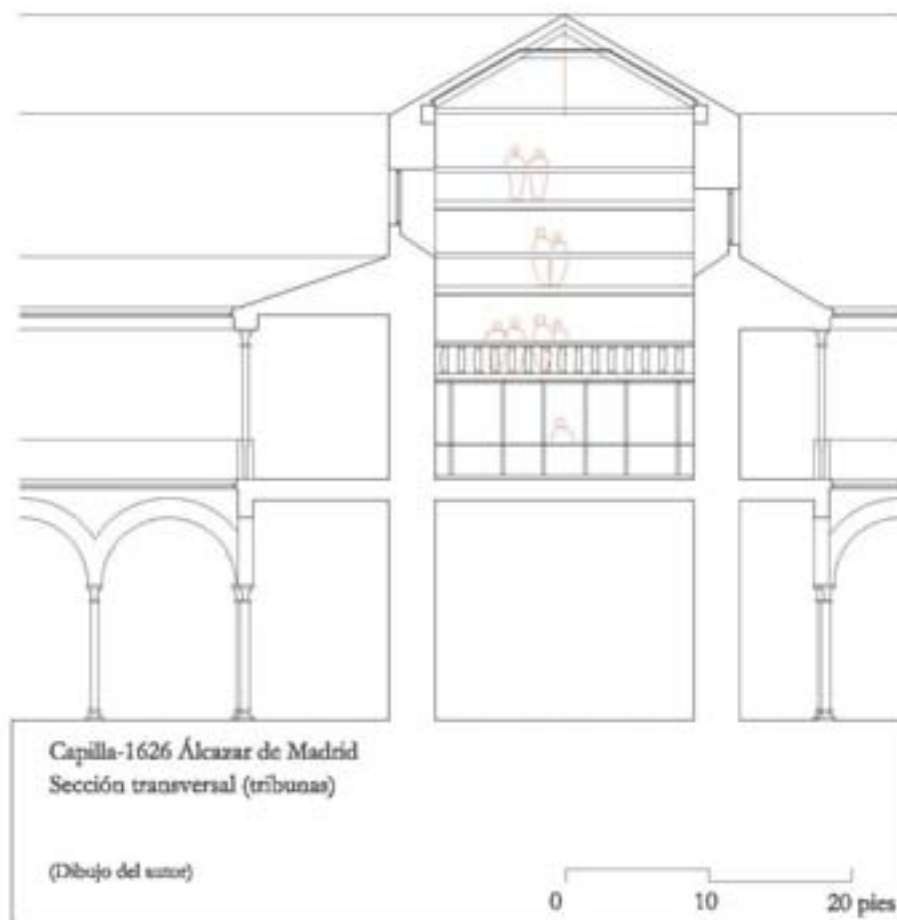 Capilla-1626 Álcazar de Madrid
Sección transversal (tribunas)
(Dibujo del autor)
0 10 20 pies